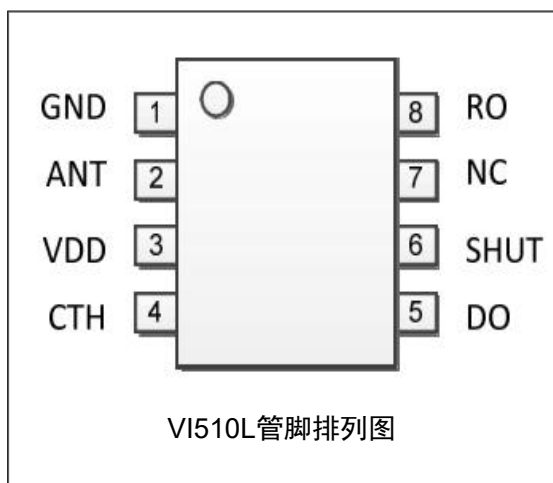 GND 1 8 RO
ANT 2 7 NC
VDD 3 6 SHUT
CTH 4 5 DO
VI510L管脚排列图